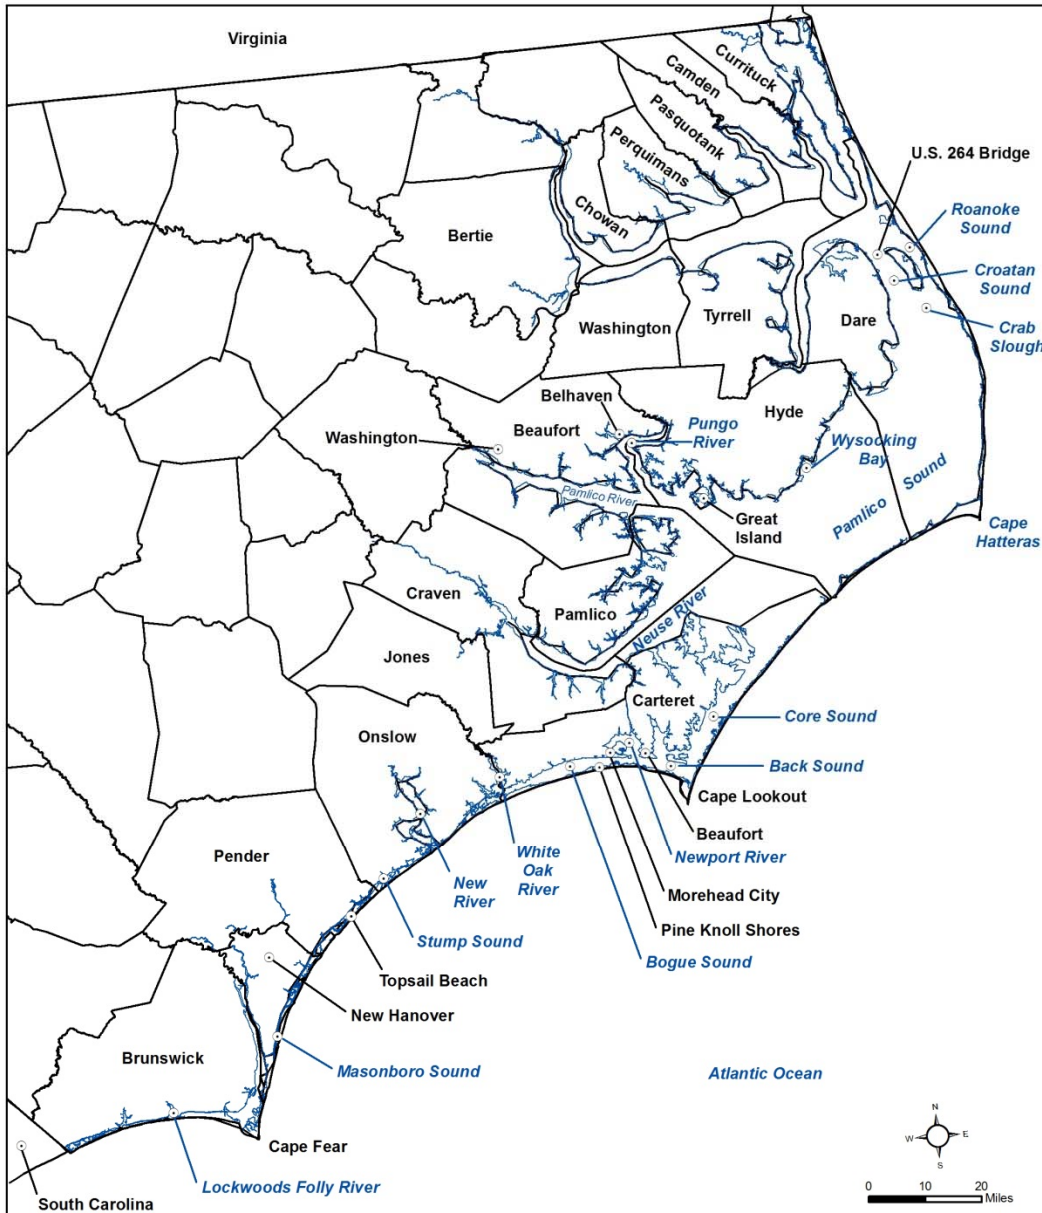 Virginia
Currituck
Camden
Pasquotank
Perquimans
Chowan
Bertie
U.S. 264 Bridge
Roanoke
Sound
Croatan
Sound
Crab
Slough
Washington
Tyrrell
Dare
Belhaven
Beaufort
Washington
Pungo
River
Hyde
Wysocking
Bay
Pamlico River
Great
Island
Pamlico Sound
Cape
Hatteras
Craven
Pamlico
Neuse River
Jones
Carteret
Onslow
Core Sound
Back Sound
Cape Lookout
Beaufort
Newport River
Morehead City
Pine Knoll Shores
Bogue Sound
White
Oak
River
New
River
Pender
Stump Sound
Topsail Beach
New Hanover
Brunswick
Masonboro Sound
Atlantic Ocean
Cape Fear
Lockwoods Folly River
South Carolina
N
W E
S
0 10 20
Miles